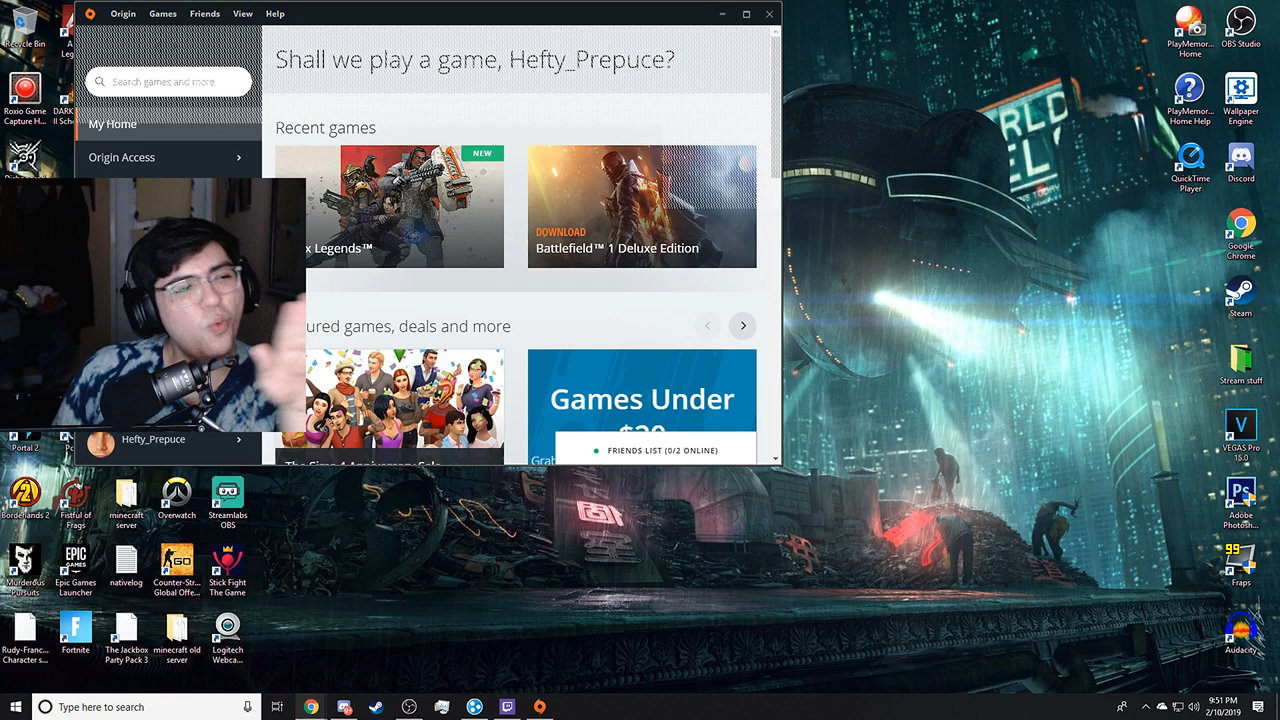 Origin Games Friends View Help
Shall we play a game, Hefty_Prepuce?
Search games and more
My Home
Origin Access
Recent games
NEW
x Legends™
DOWNLOAD
Battlefield™ 1 Deluxe Edition
ured games, deals and more
Games Under
$20
FRIENDS LIST (0/2 ONLINE)
Hefty_Prepuce
Recycle Bin
Roxio Game
Capture H...
Portal 2
Borderlands 2
Fistful of
Frags
minecraft
server
Overwatch
Streamlabs
OBS
Murderous
Pursuits
EPIC
GAMES
Epic Games
Launcher
nativelog
GO
Counter-Str...
Global Offe...
Stick Fight
The Game
Rudy-Franc...
Character s...
Fortnite
The Jackbox
Party Pack 3
minecraft old
server
Logitech
Webca...
PlayMemor...
Home
OBS Studio
PlayMemor...
Home Help
Wallpaper
Engine
QuickTime
Player
Discord
Google
Chrome
Steam
Stream stuff
VEGAS Pro
15.0
Adobe
Photosh...
99
Fraps
Audacity
Type here to search
9:51 PM
2/10/2019